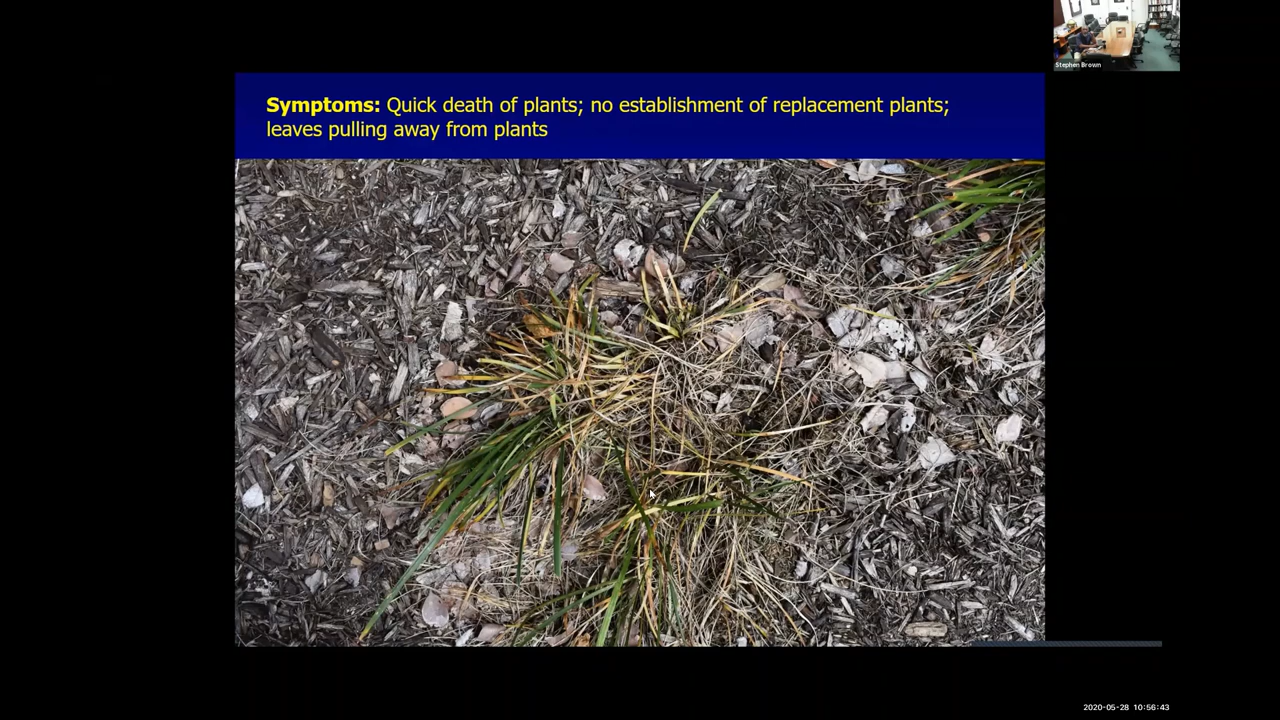 Stephen Brown
Symptoms: Quick death of plants; no establishment of replacement plants;
leaves pulling away from plants
2020-05-28 10:56:43